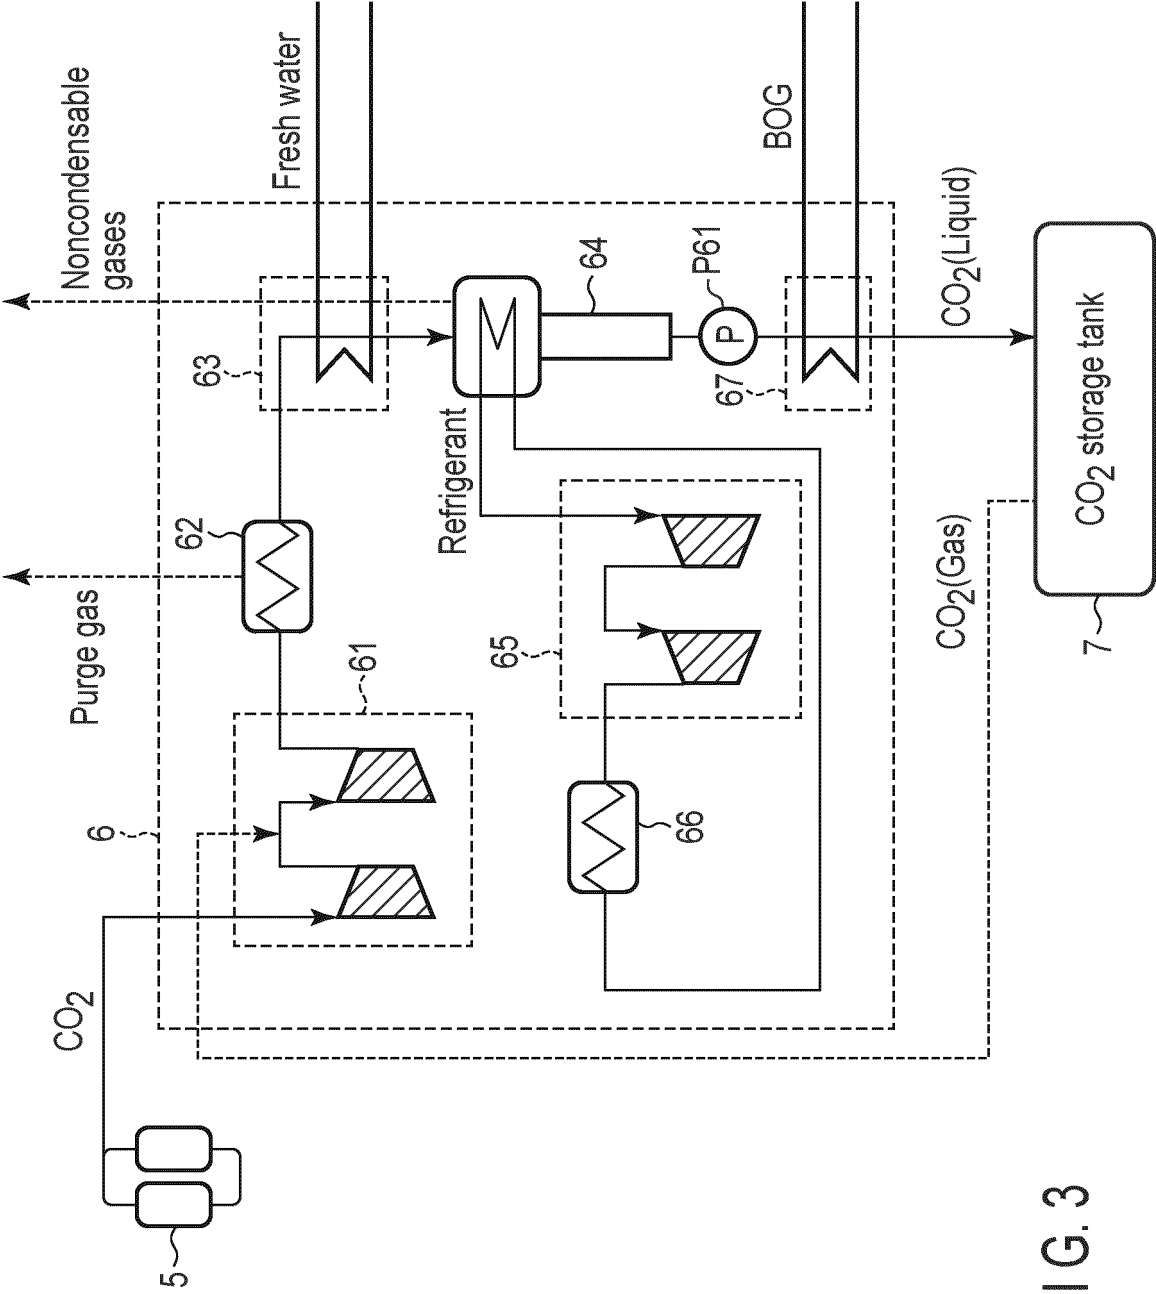 Noncondensable
gases
Fresh water
BOG
Purge gas
63
62
64
P61
P
67
CO2(Liquid)
CO2 storage tank
Refrigerant
61
65
66
CO2(Gas)
7
6
CO2
5
IG. 3